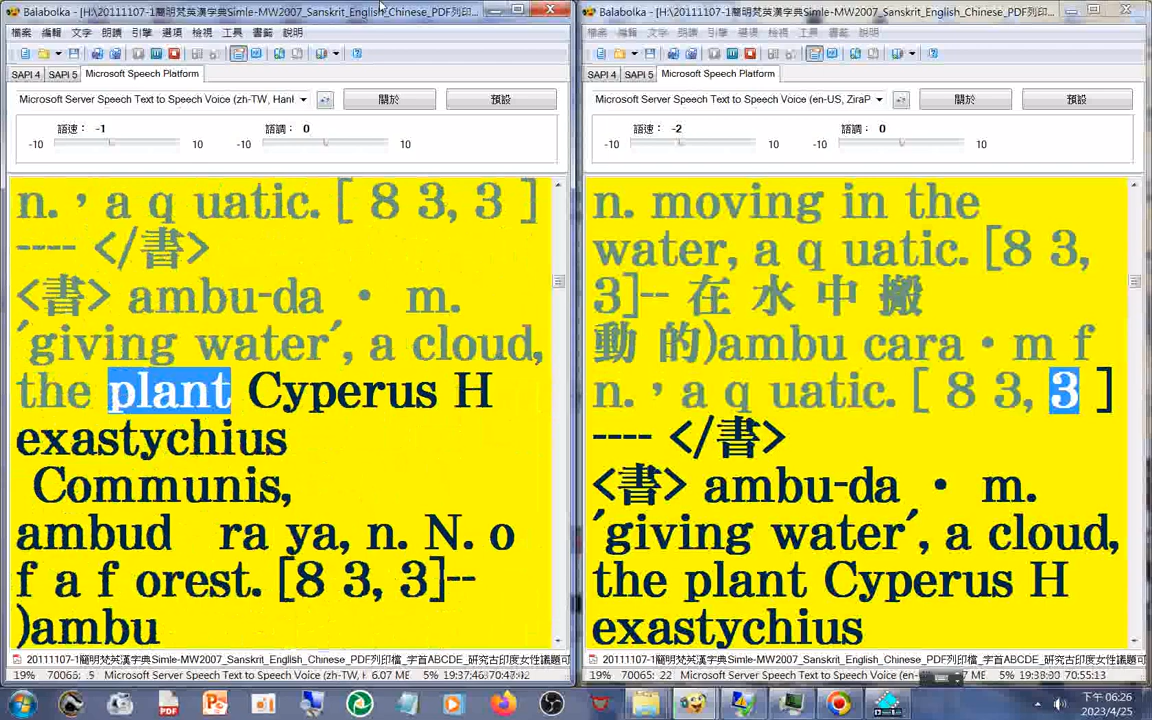 Balabolka - [H:\20111107-1簡明梵英漢字典Simle-MW2007_Sanskrit_English_Chinese_PDF列印...
檔案 編輯 文字 朗讀 引擎 選項 檢視 工具 書籤 說明
SAPI 4 SAPI 5 Microsoft Speech Platform
Microsoft Server Speech Text to Speech Voice (zh-TW, Hanl 關於 預設
語速： -1 語調： 0
-10 10 -10 10
n.，a q uatic. [ 8 3, 3 ]
---- </書>
<書> ambu-da • m.
'giving water', a cloud,
the plant Cyperus H
exastychius
Communis,
ambud ra ya, n. N. o
f a f orest. [8 3, 3]--
)ambu
20111107-1簡明梵英漢字典Simle-MW2007_Sanskrit_English_Chinese_PDF列印檔_字首ABCDE_研究古印度女性議題可
19% 70065: .5 Microsoft Server Speech Text to Speech Voice (zh-TW, 6.07 ME 5% 19:37:46
Balabolka - [H:\20111107-1簡明梵英漢字典Simle-MW2007_Sanskrit_English_Chinese_PDF列印...
檔案 編輯 文字 朗讀 引擎 選項 檢視 工具 書籤 說明
SAPI 4 SAPI 5 Microsoft Speech Platform
Microsoft Server Speech Text to Speech Voice (en-US, ZiraP 關於 預設
語速： -2 語調： 0
-10 10 -10 10
n. moving in the
water, a q uatic. [8 3,
3]-- 在 水 中 搬
動 的)ambu cara • m f
n.，a q uatic. [ 8 3, 3 ]
---- </書>
<書> ambu-da • m.
'giving water', a cloud,
the plant Cyperus H
exastychius
20111107-1簡明梵英漢字典Simle-MW2007_Sanskrit_English_Chinese_PDF列印檔_字首ABCDE_研究古印度女性議題可
19% 70065: 22 Microsoft Server Speech Text to Speech Voice 5% 70:55:13
下午 06:26
2023/4/25